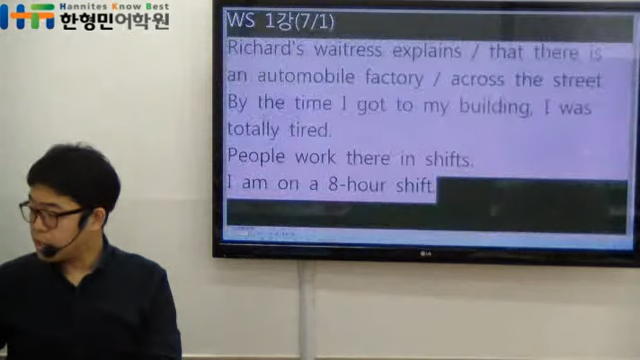 Hannites Know Best
한형민어학원
WS 1강(7/1)
Richard's waitress explains / that there is
an automobile factory / across the street
By the time I got to my building, I was
totally tired.
People work there in shifts.
I am on a 8-hour shift.
LG